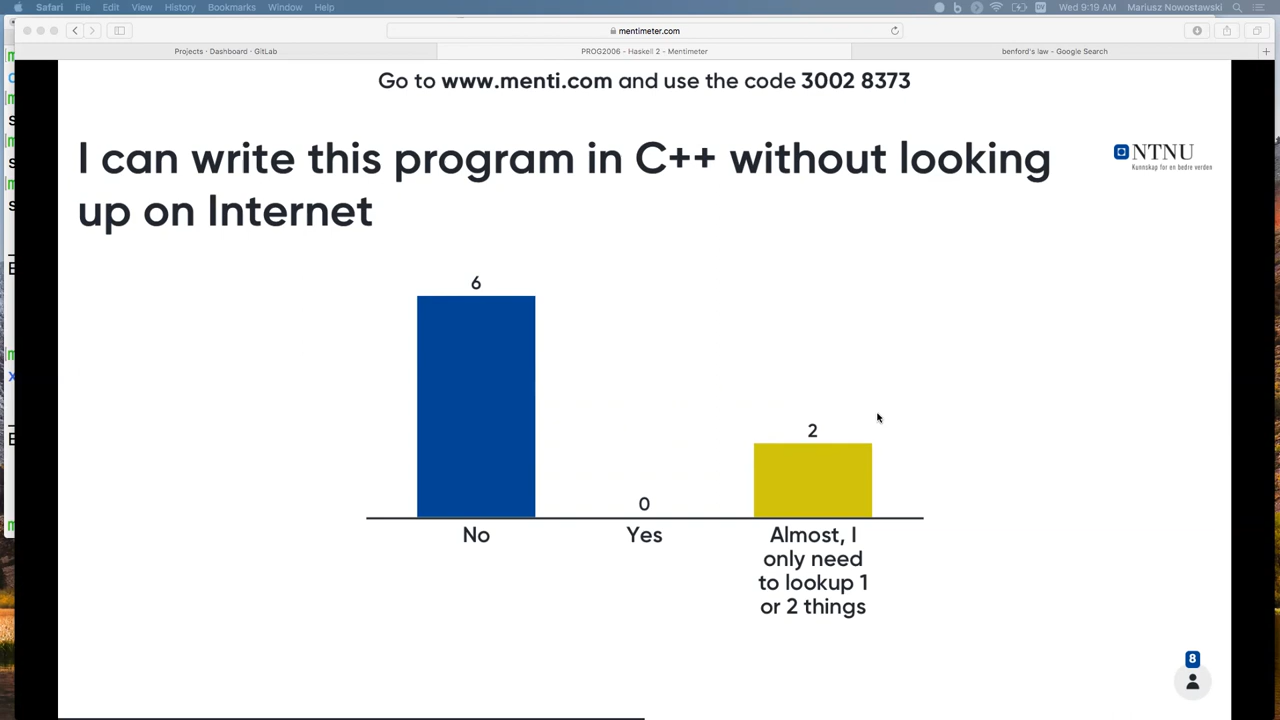 Safari File Edit View History Bookmarks Window Help Wed 9:19 AM Mariusz Nowostawski
mentimeter.com
Projects · Dashboard · GitLab PROG2006 - Haskell 2 - Mentimeter benford's law - Google Search
Go to www.menti.com and use the code 3002 8373
I can write this program in C++ without looking
up on Internet
NTNU
Kunnskap for en bedre verden
6
2
0
No Yes Almost, I
only need
to lookup 1
or 2 things
8